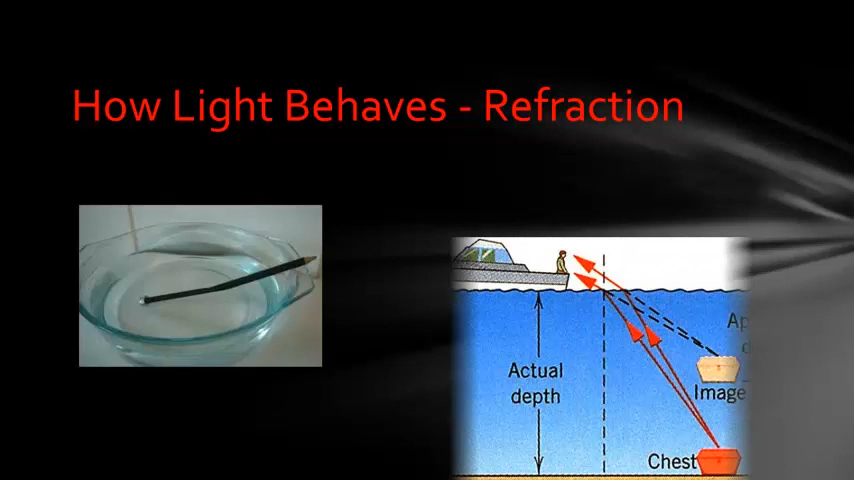 How Light Behaves - Refraction
Actual
depth
Image
Chest